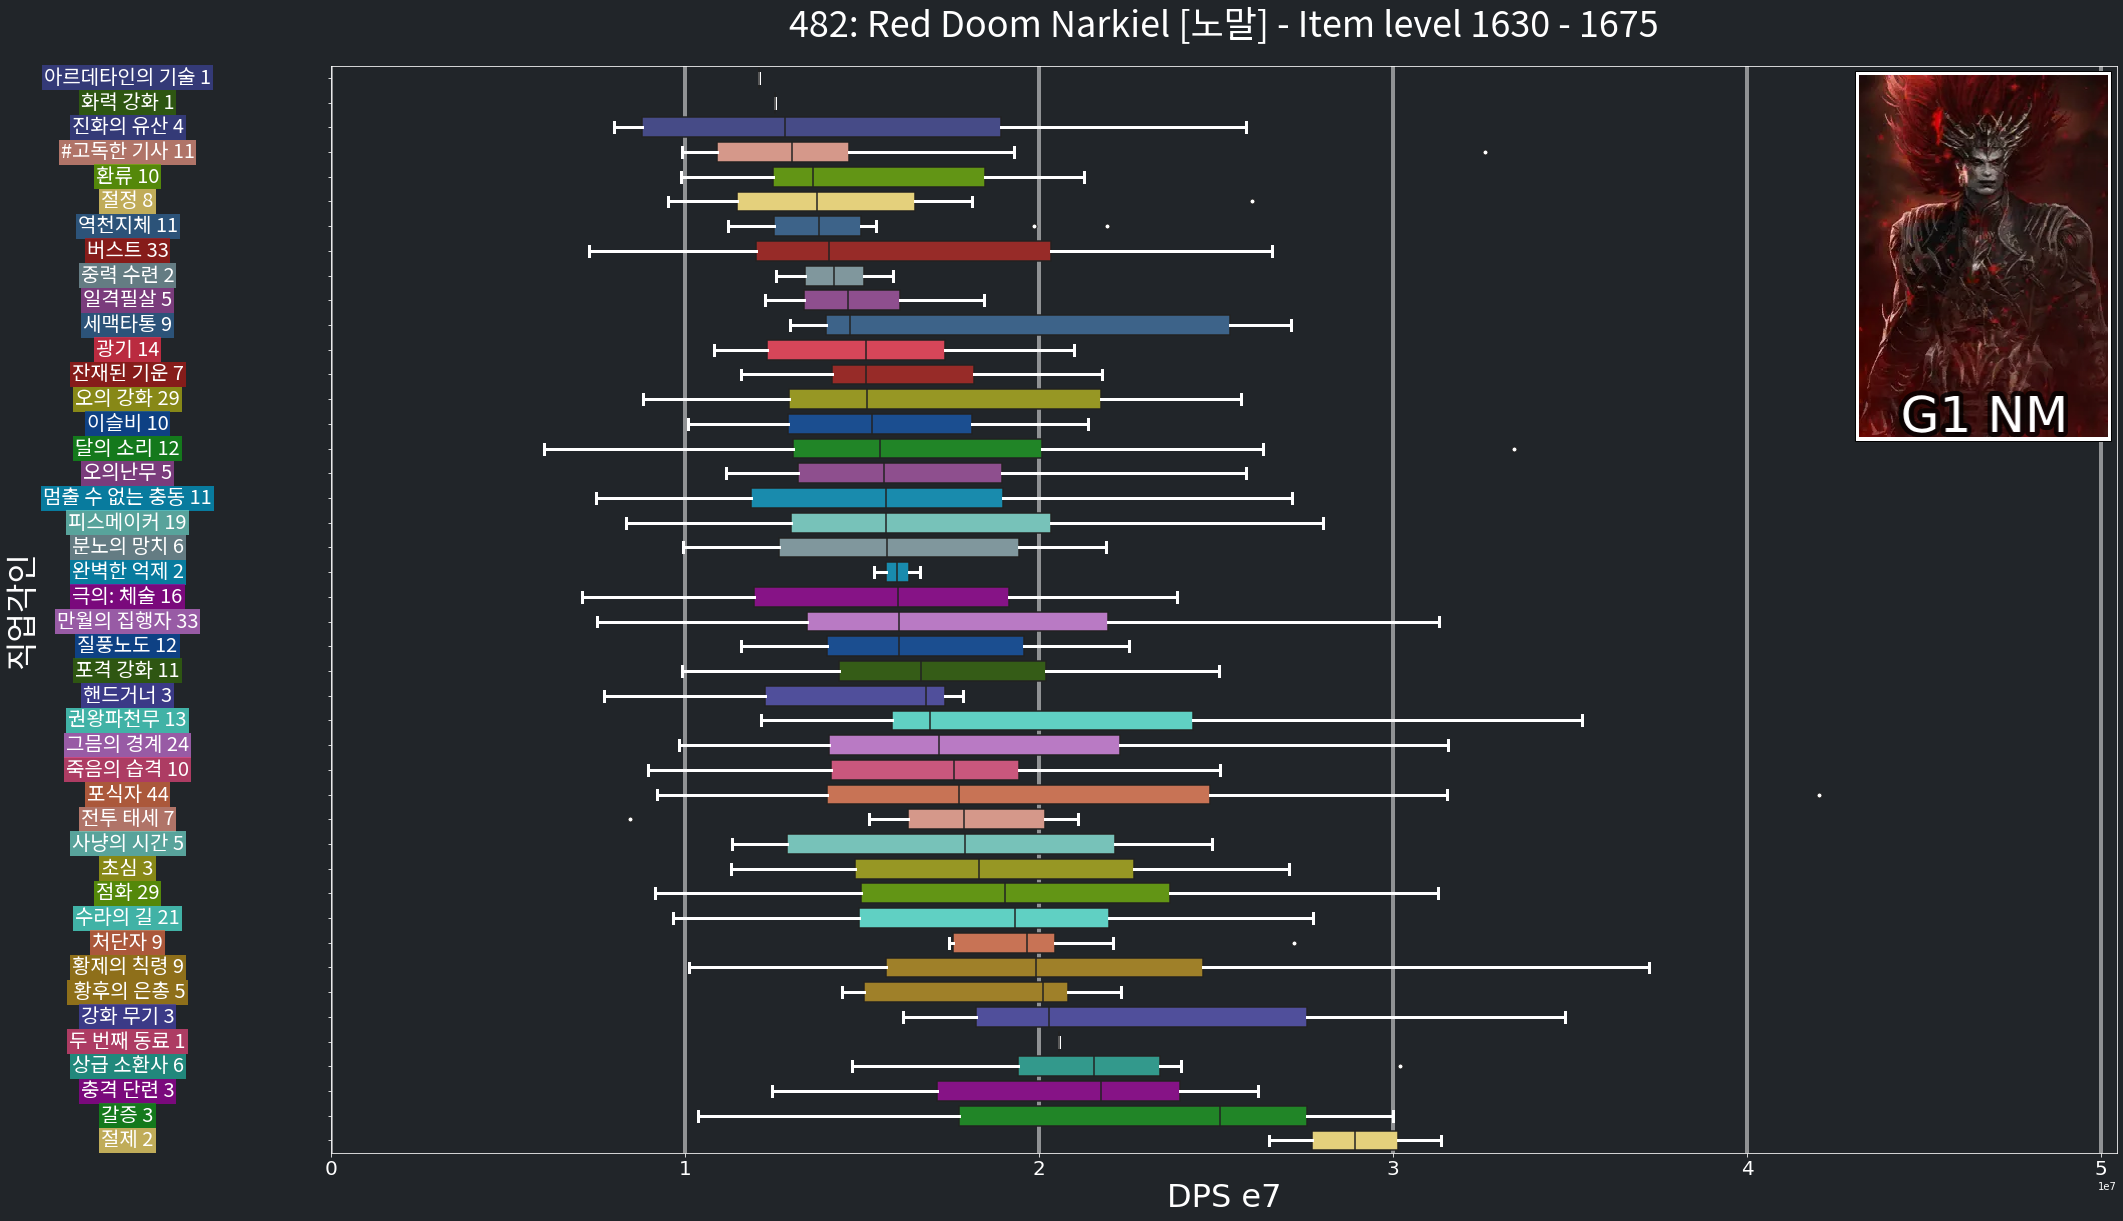 482: Red Doom Narkiel [노말] - Item level 1630 - 1675
아르데타인의 기술 1
화력 강화 1
진화의 유산 4
#고독한 기사 11
환류 10
절정 8
역천지체 11
버스트 33
중력 수련 2
일격필살 5
세맥타통 9
광기 14
잔재된 기운 7
오의 강화 29
이슬비 10
달의 소리 12
오의난무 5
멈출 수 없는 충동 11
피스메이커 19
분노의 망치 6
완벽한 억제 2
극의: 체술 16
만월의 집행자 33
질풍노도 12
포격 강화 11
핸드거너 3
권왕파천무 13
그믐의 경계 24
죽음의 습격 10
포식자 44
전투 태세 7
사냥의 시간 5
초심 3
점화 29
수라의 길 21
처단자 9
황제의 칙령 9
황후의 은총 5
강화 무기 3
두 번째 동료 1
상급 소환사 6
충격 단련 3
갈증 3
절제 2
직업각인
G1 NM
0 1 2 3 4 5
1e7
DPS e7